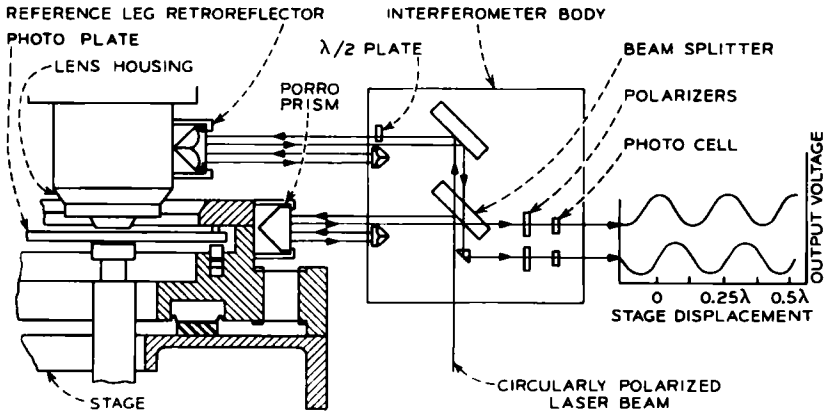 REFERENCE LEG RETROREFLECTOR
PHOTO PLATE
LENS HOUSING
PORRO
PRISM
λ/2 PLATE
INTERFEROMETER BODY
BEAM SPLITTER
POLARIZERS
PHOTO CELL
OUTPUT VOLTAGE
0 0.25λ 0.5λ
STAGE DISPLACEMENT
CIRCULARLY POLARIZED
LASER BEAM
STAGE